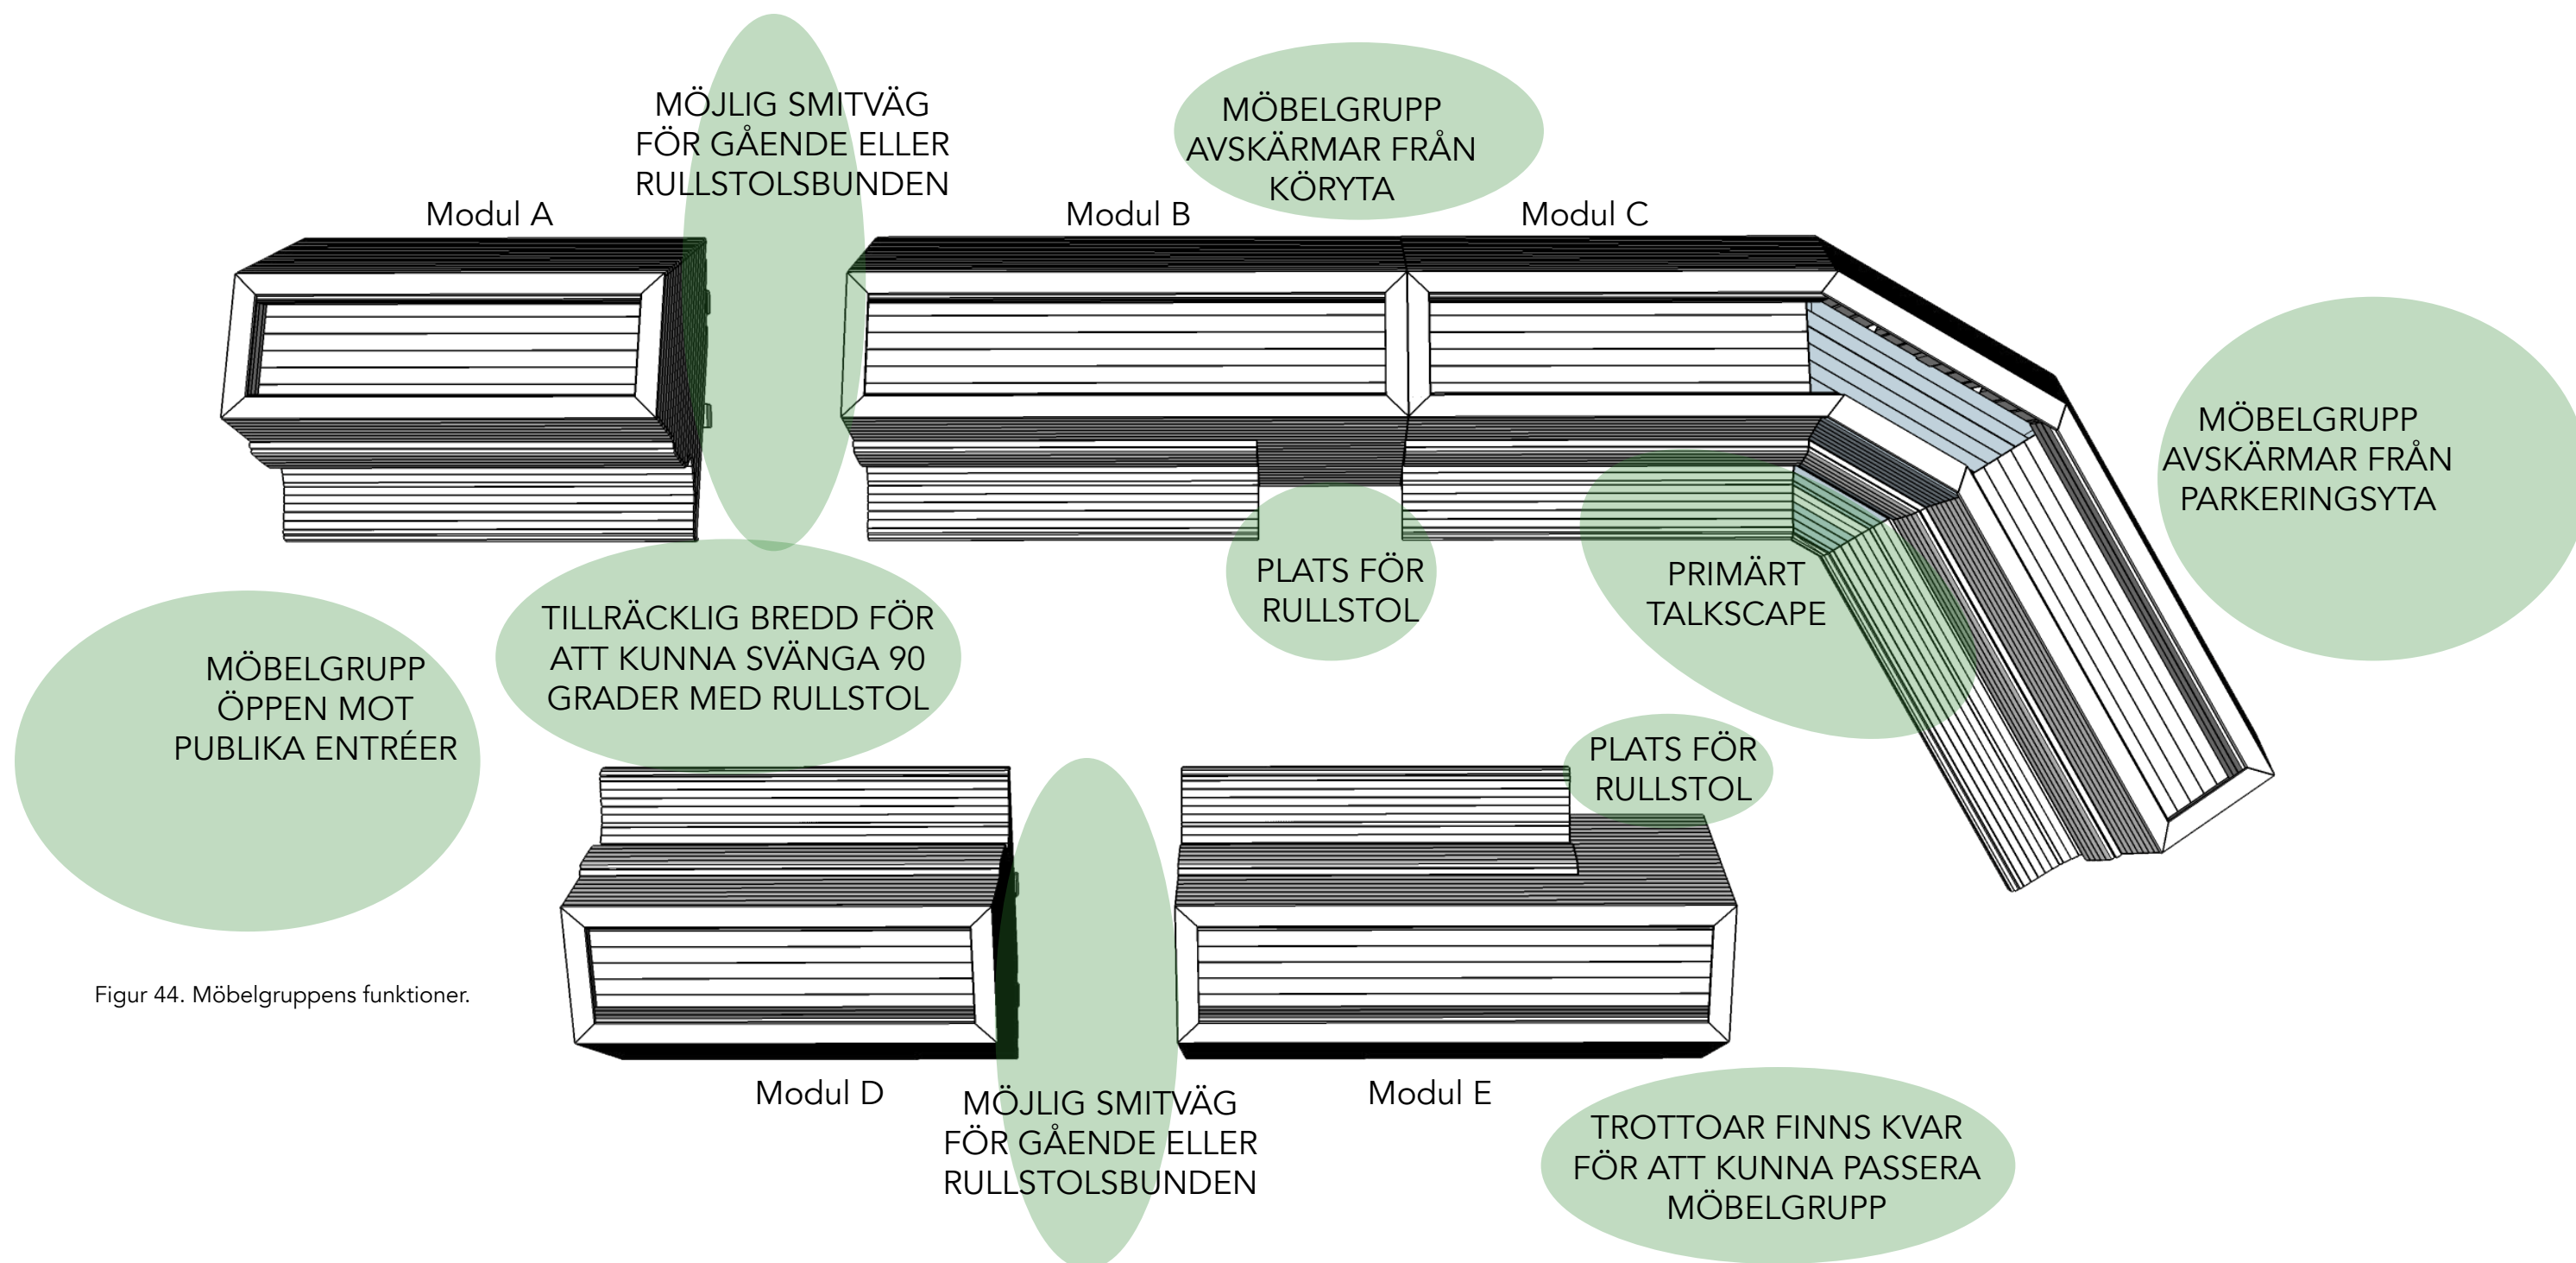 MÖJLIG SMITVÄG
FÖR GÅENDE ELLER
RULLSTOLSBUNDEN
MÖBELGRUPP
AVSKÄRMAR FRÅN
KÖRYTA
Modul A
Modul B
Modul C
MÖBELGRUPP
AVSKÄRMAR FRÅN
PARKERINGSYTA
PLATS FÖR
RULLSTOL
PRIMÄRT
TALKSCAPE
TILLRÄCKLIG BREDD FÖR
ATT KUNNA SVÄNGA 90
GRADER MED RULLSTOL
MÖBELGRUPP
ÖPPEN MOT
PUBLIKA ENTRÉER
PLATS FÖR
RULLSTOL
Figur 44. Möbelgruppens funktioner.
Modul D
MÖJLIG SMITVÄG
FÖR GÅENDE ELLER
RULLSTOLSBUNDEN
Modul E
TROTTOAR FINNS KVAR
FÖR ATT KUNNA PASSERA
MÖBELGRUPP